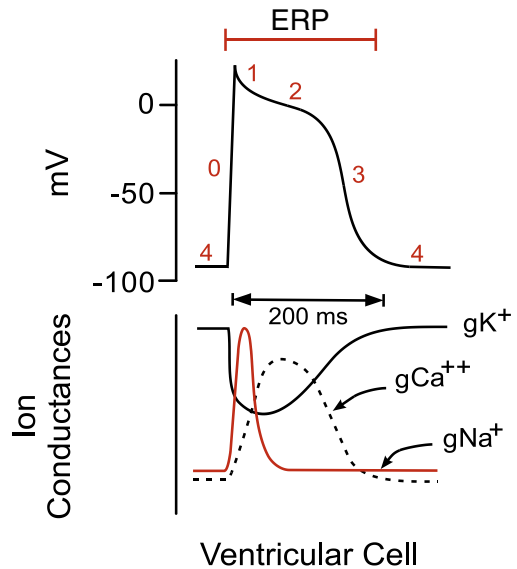 ERP
1
2
0
0
mV
-50
3
4
4
-100
200 ms
gK+
gCa++
gNa+
Ion
Conductances
Ventricular Cell